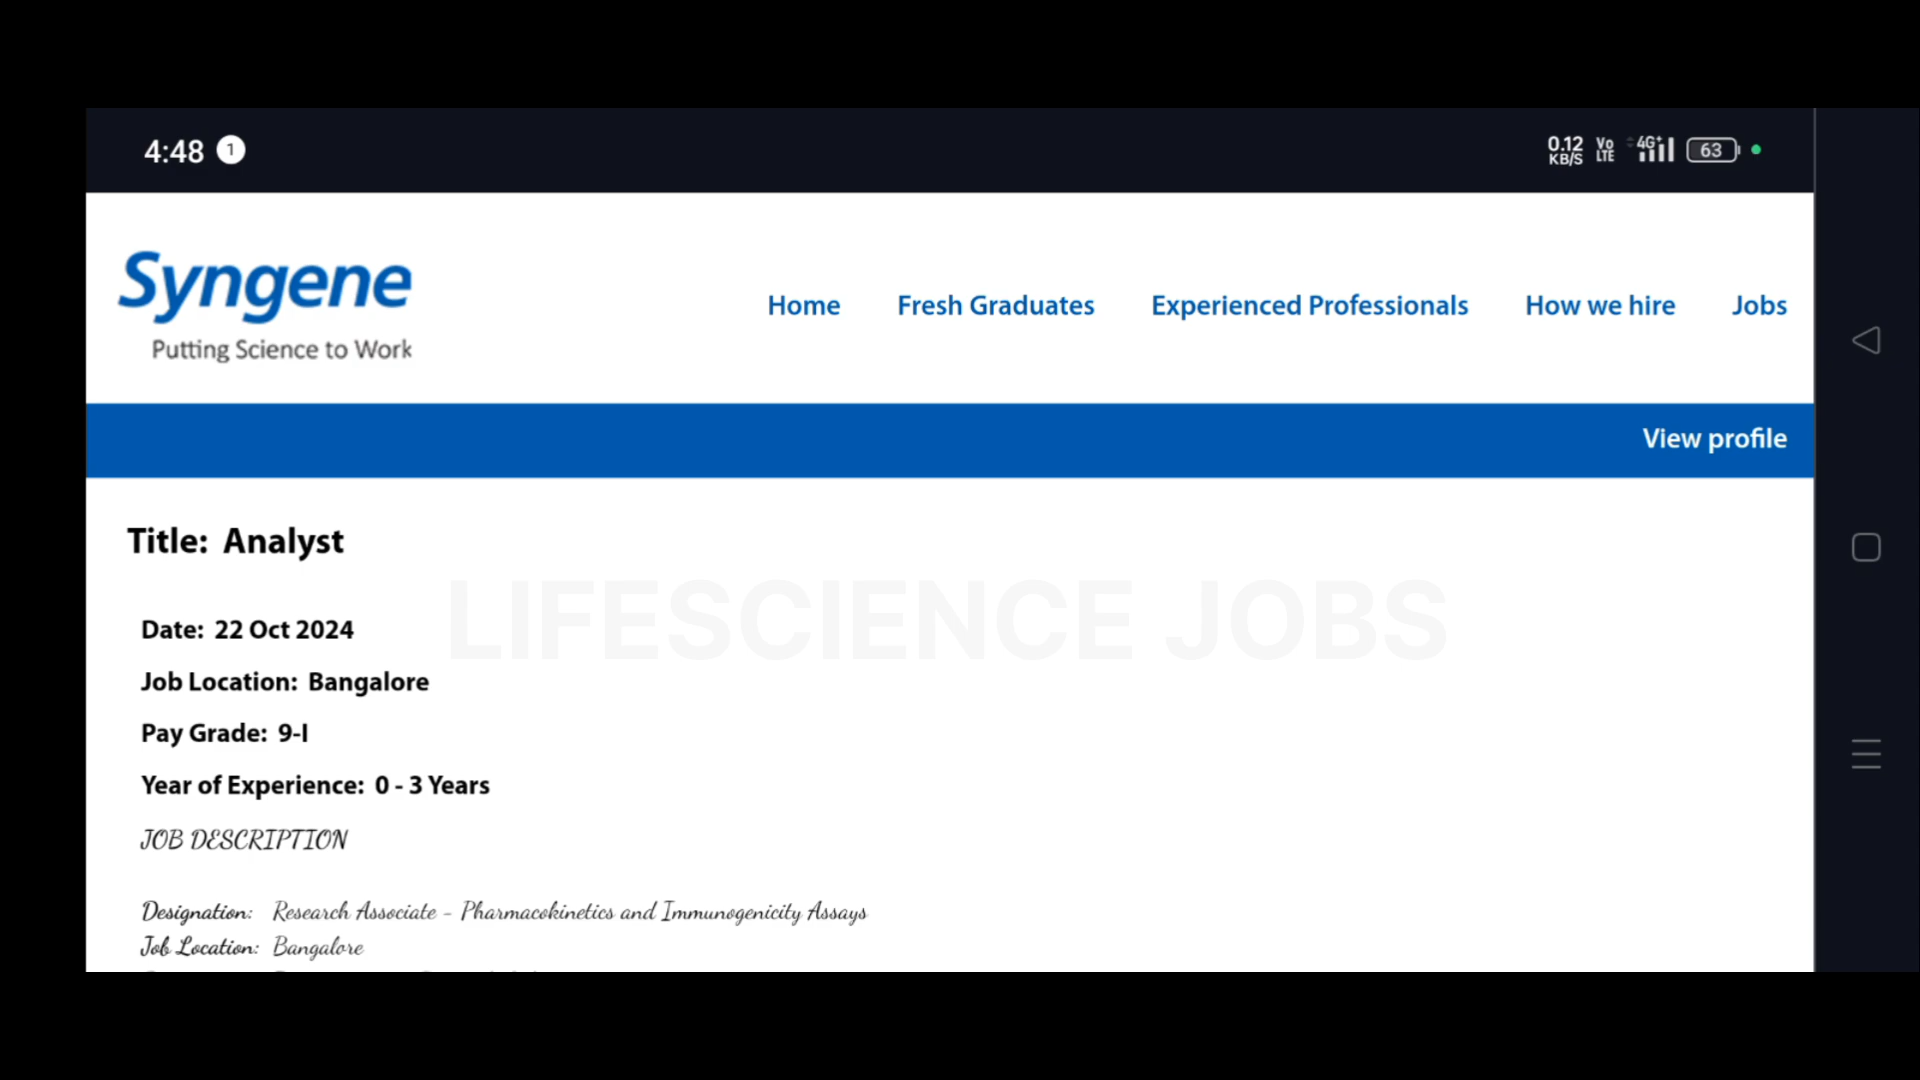 4:48 1 0.12 KB/S Vo LTE 4G+ 63
Syngene
Putting Science to Work
Home Fresh Graduates Experienced Professionals How we hire Jobs
View profile
Title: Analyst
LIFESCIENCE JOBS
Date: 22 Oct 2024
Job Location: Bangalore
Pay Grade: 9-I
Year of Experience: 0 - 3 Years
JOB DESCRIPTION
Designation: Research Associate - Pharmacokinetics and Immunogenicity Assays
Job Location: Bangalore